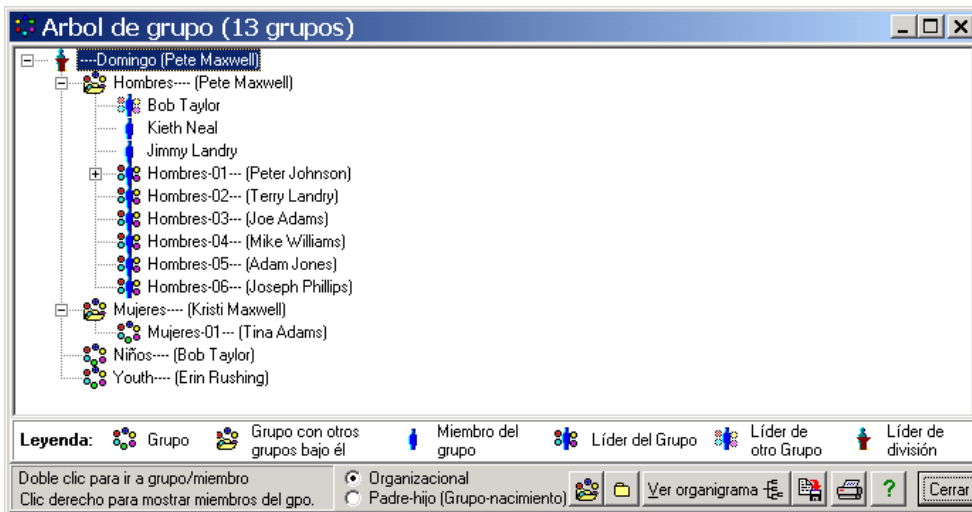 Arbol de grupo (13 grupos)
----Domingo (Pete Maxwell)
Hombres---- (Pete Maxwell)
Bob Taylor
Kieth Neal
Jimmy Landry
Hombres-01--- (Peter Johnson)
Hombres-02--- (Terry Landry)
Hombres-03--- (Joe Adams)
Hombres-04--- (Mike Williams)
Hombres-05--- (Adam Jones)
Hombres-06--- (Joseph Phillips)
Mujeres---- (Kristi Maxwell)
Mujeres-01--- (Tina Adams)
Niños---- (Bob Taylor)
Youth---- (Erin Rushing)
Leyenda: Grupo
Grupo con otros
grupos bajo él
Miembro del
grupo
Líder del Grupo
Líder de
otro Grupo
Líder de
división
Doble clic para ir a grupo/miembro
Clic derecho para mostrar miembros del gpo.
Organizacional
Padre-hijo (Grupo-nacimiento)
Ver organigrama
?
Cerrar